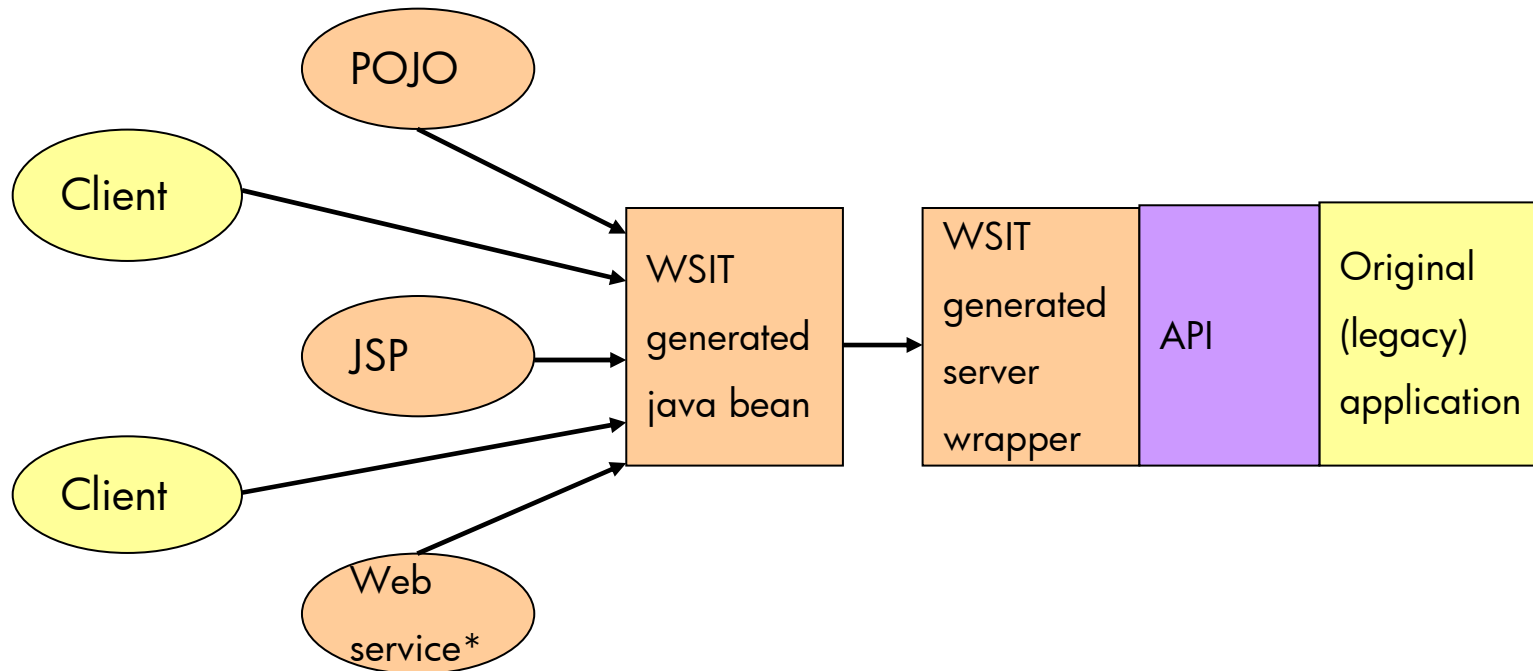 POJO
Client
JSP
Client
Web
service*
WSIT
generated
java bean
WSIT
generated
server
wrapper
API
Original
(legacy)
application